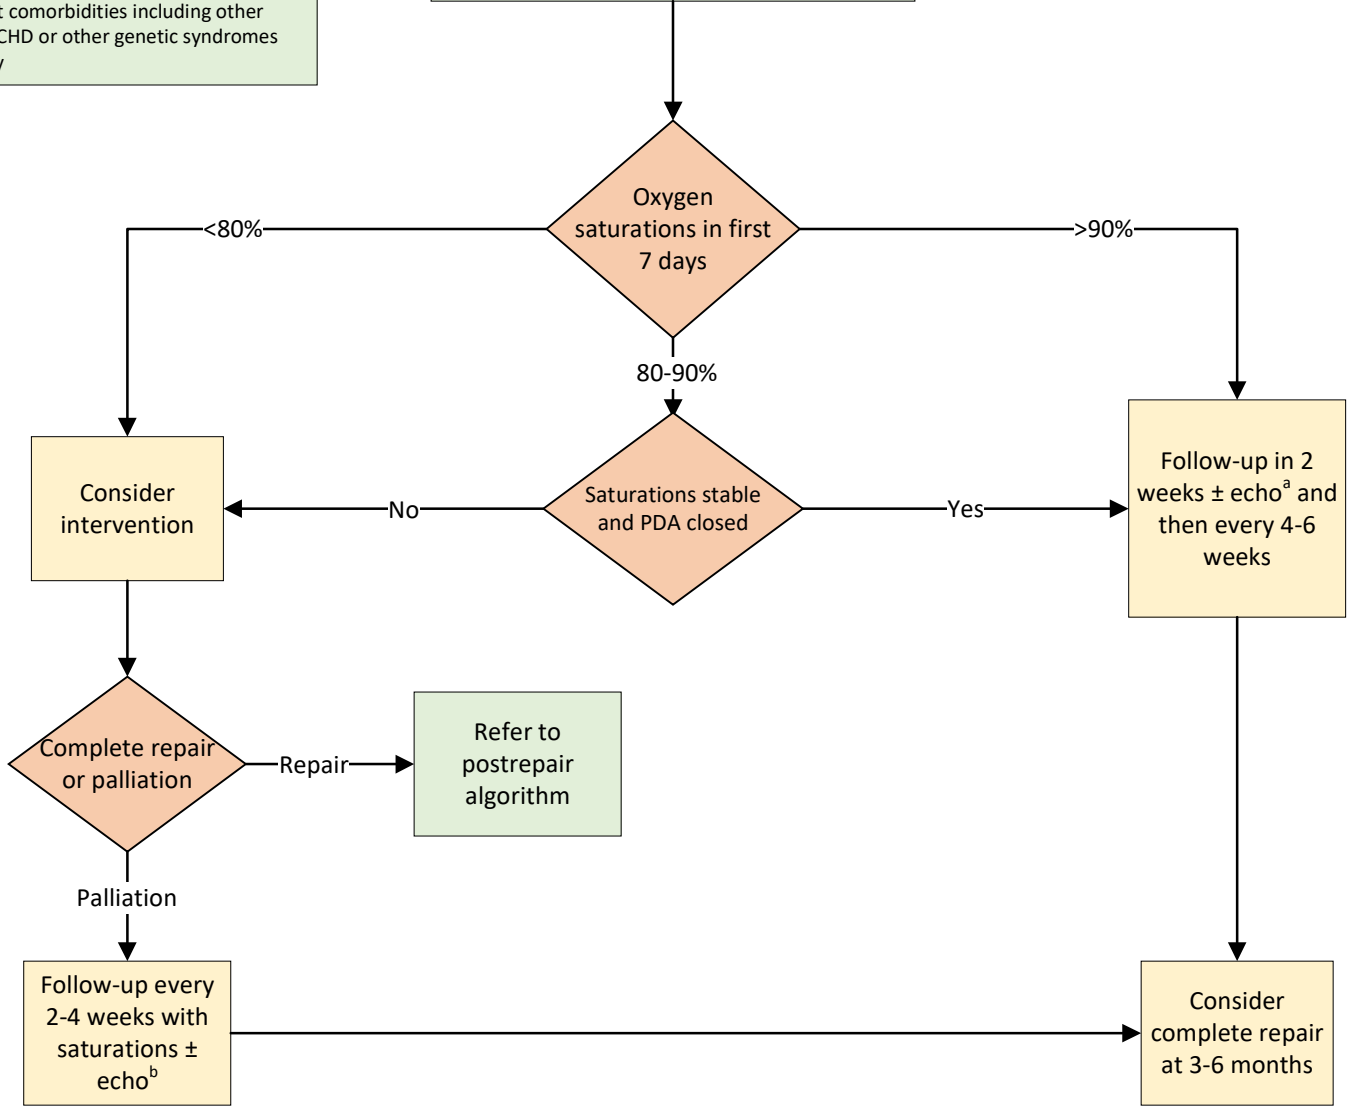 t comorbidities including other
CHD or other genetic syndromes
y
Oxygen
saturations in first
7 days
<80%
>90%
80-90%
Consider
intervention
No
Saturations stable
and PDA closed
Yes
Follow-up in 2
weeks ± echoᵃ and
then every 4-6
weeks
Complete repair
or palliation
Repair
Refer to
postrepair
algorithm
Palliation
Follow-up every
2-4 weeks with
saturations ±
echoᵇ
Consider
complete repair
at 3-6 months